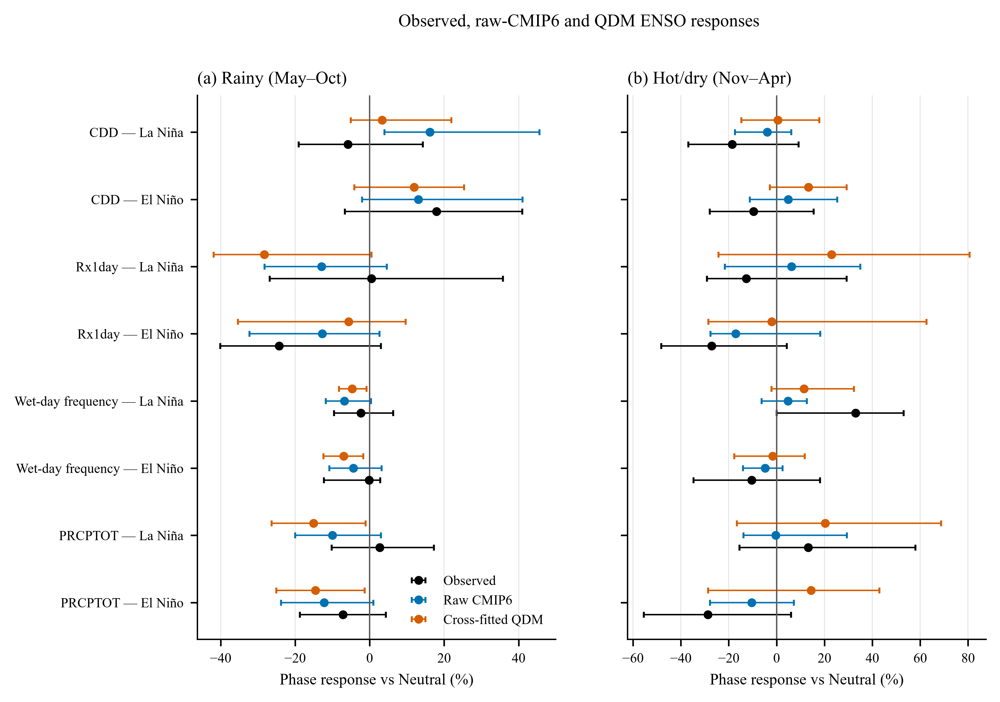 Observed, raw-CMIP6 and QDM ENSO responses
(a) Rainy (May–Oct)
(b) Hot/dry (Nov–Apr)
CDD — La Niña
CDD — El Niño
Rx1day — La Niña
Rx1day — El Niño
Wet-day frequency — La Niña
Wet-day frequency — El Niño
PRCPTOT — La Niña
PRCPTOT — El Niño
Observed
Raw CMIP6
Cross-fitted QDM
−40 −20 0 20 40
−60 −40 −20 0 20 40 60 80
Phase response vs Neutral (%)
Phase response vs Neutral (%)